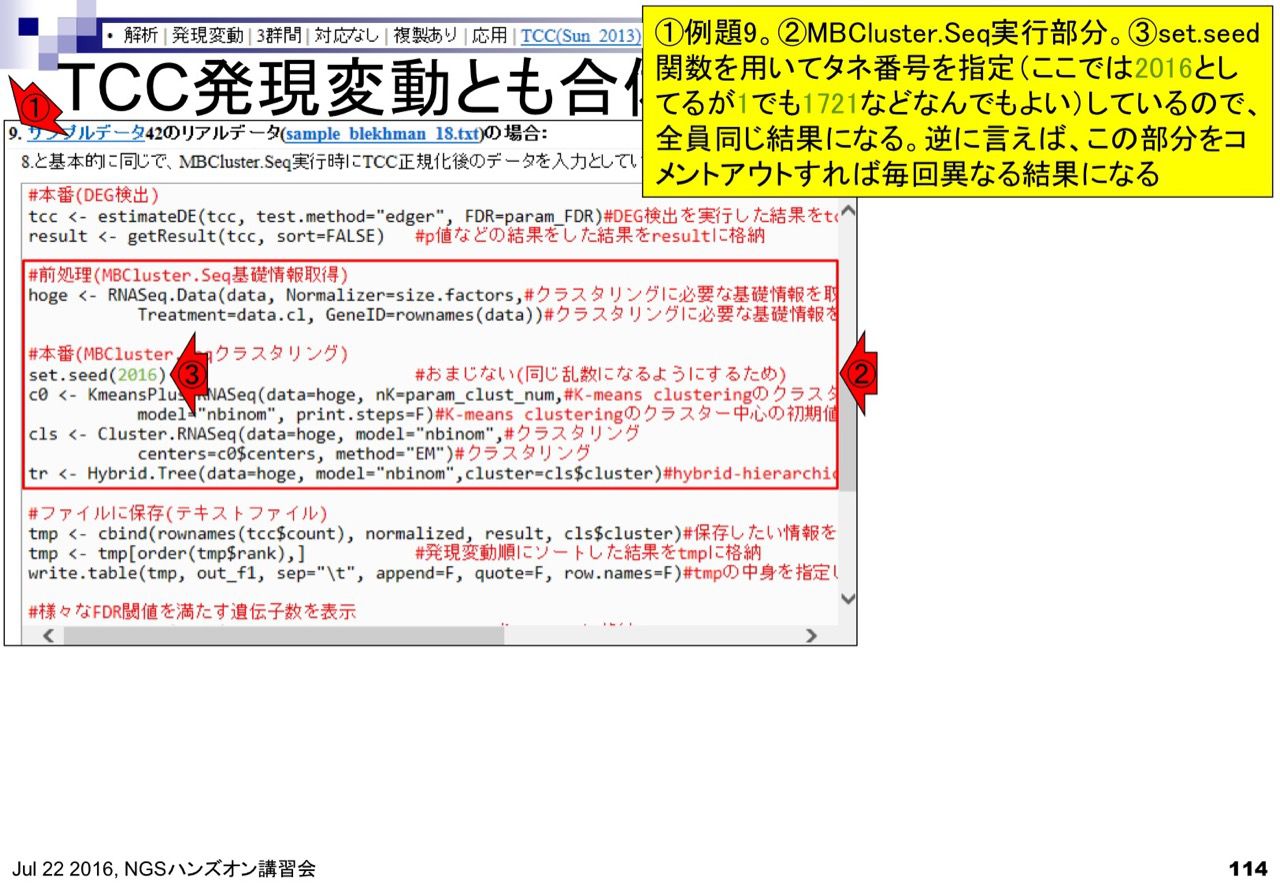 ・ 解析 | 発現変動 | 3群間 | 対応なし | 複製あり | 応用 | TCC(Sun_2013)
TCC発現変動とも合
①例題9。②MBCluster.Seq実行部分。③set.seed
関数を用いてタネ番号を指定（ここでは2016とし
てるが1でも1721などなんでもよい）しているので、
全員同じ結果になる。逆に言えば、この部分をコ
メントアウトすれば毎回異なる結果になる
①
9. サンプルデータ42のリアルデータ(sample_blekhman_18.txt)の場合:
8.と基本的に同じで、MBCluster.Seq実行時にTCC正規化後のデータを入力としてい
#本番(DEG検出)
tcc <- estimateDE(tcc, test.method="edger", FDR=param_FDR)#DEG検出を実行した結果をtc
result <- getResult(tcc, sort=FALSE) #p値などの結果をした結果をresultに格納
#前処理(MBCluster.Seq基礎情報取得)
hoge <- RNASeq.Data(data, Normalizer=size.factors,#クラスタリングに必要な基礎情報を取
Treatment=data.cl, GeneID=rownames(data))#クラスタリングに必要な基礎情報を
#本番(MBCluster.Seqクラスタリング)
set.seed(2016) ③ #おまじない(同じ乱数になるようにするため) ②
c0 <- KmeansPlus.RNASeq(data=hoge, nK=param_clust_num,#K-means clusteringのクラスタ
model="nbinom", print.steps=F)#K-means clusteringのクラスター中心の初期値
cls <- Cluster.RNASeq(data=hoge, model="nbinom",#クラスタリング
centers=c0$centers, method="EM")#クラスタリング
tr <- Hybrid.Tree(data=hoge, model="nbinom",cluster=cls$cluster)#hybrid-hierarchic
#ファイルに保存(テキストファイル)
tmp <- cbind(rownames(tcc$count), normalized, result, cls$cluster)#保存したい情報を
tmp <- tmp[order(tmp$rank),] #発現変動順にソートした結果をtmpに格納
write.table(tmp, out_f1, sep="\t", append=F, quote=F, row.names=F)#tmpの中身を指定し
#様々なFDR閾値を満たす遺伝子数を表示
Jul 22 2016, NGSハンズオン講習会
114